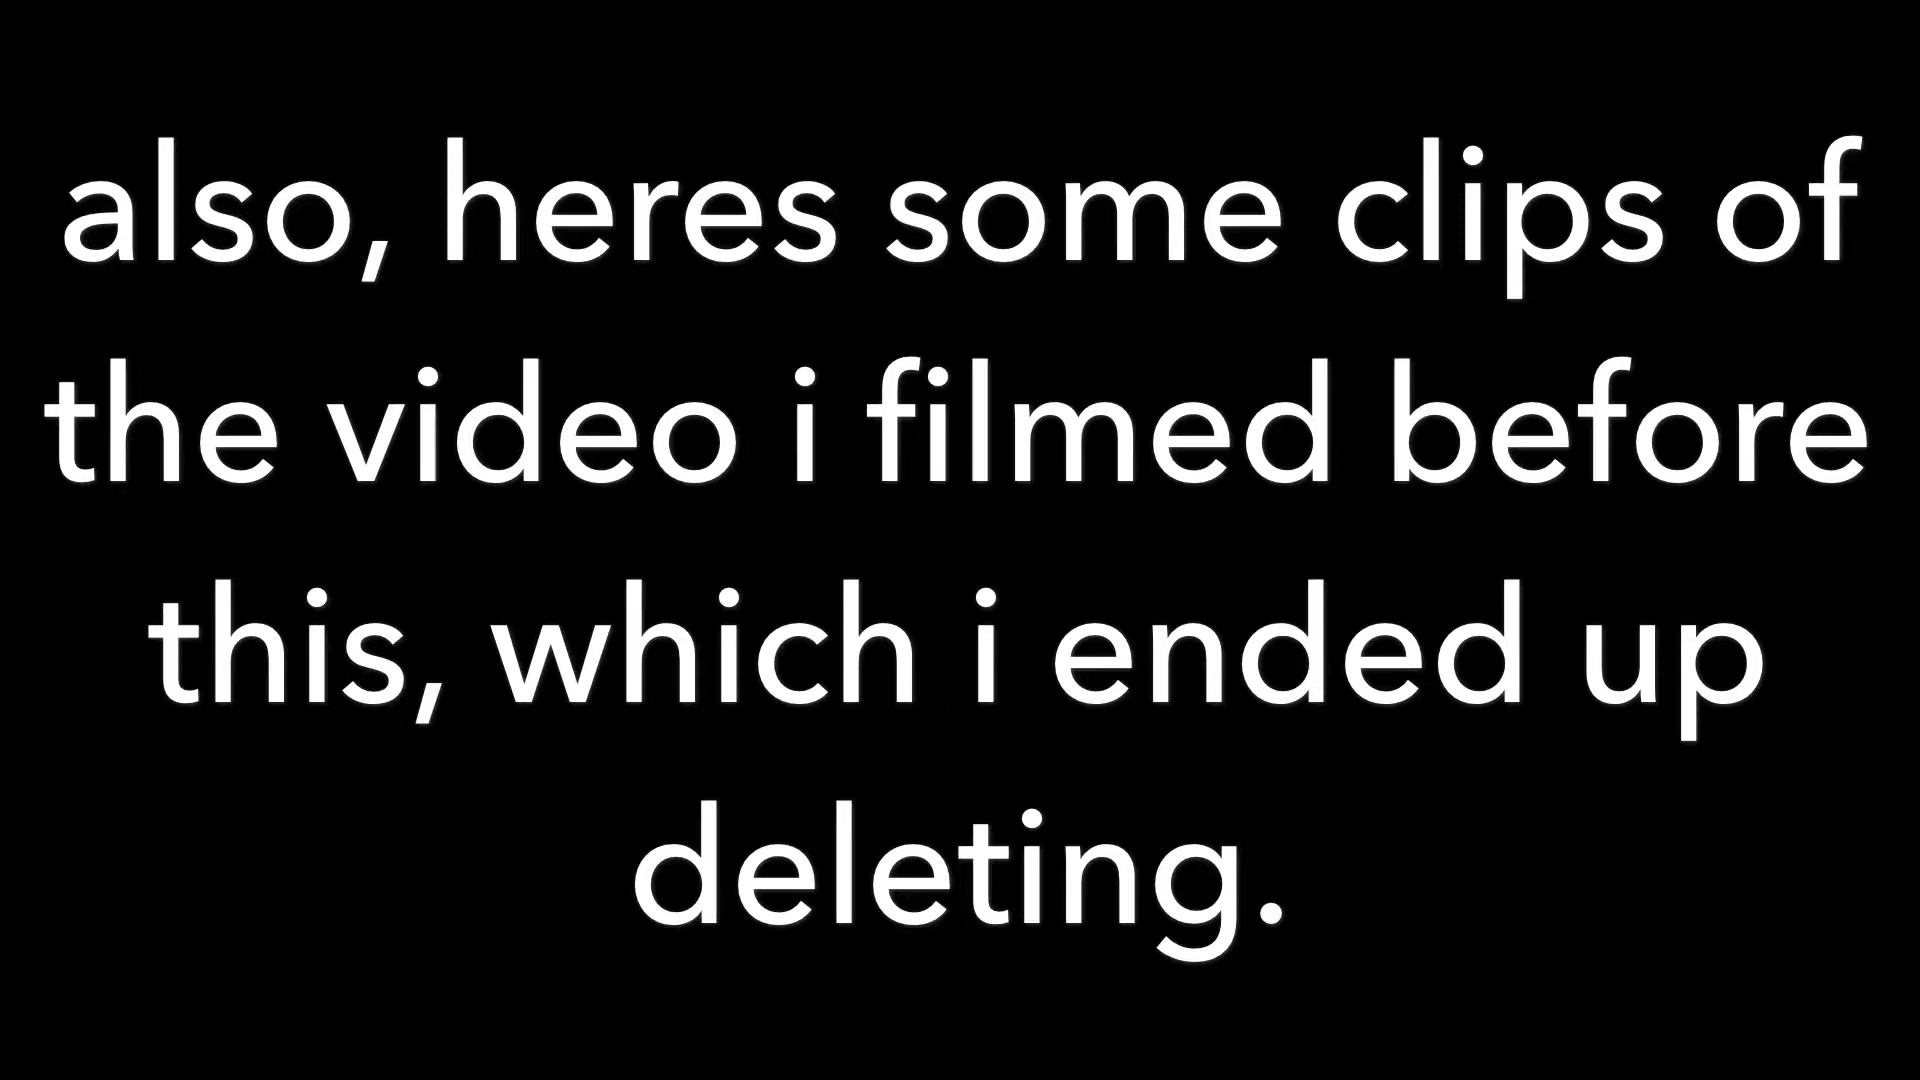 also, heres some clips of
the video i filmed before
this, which i ended up
deleting.